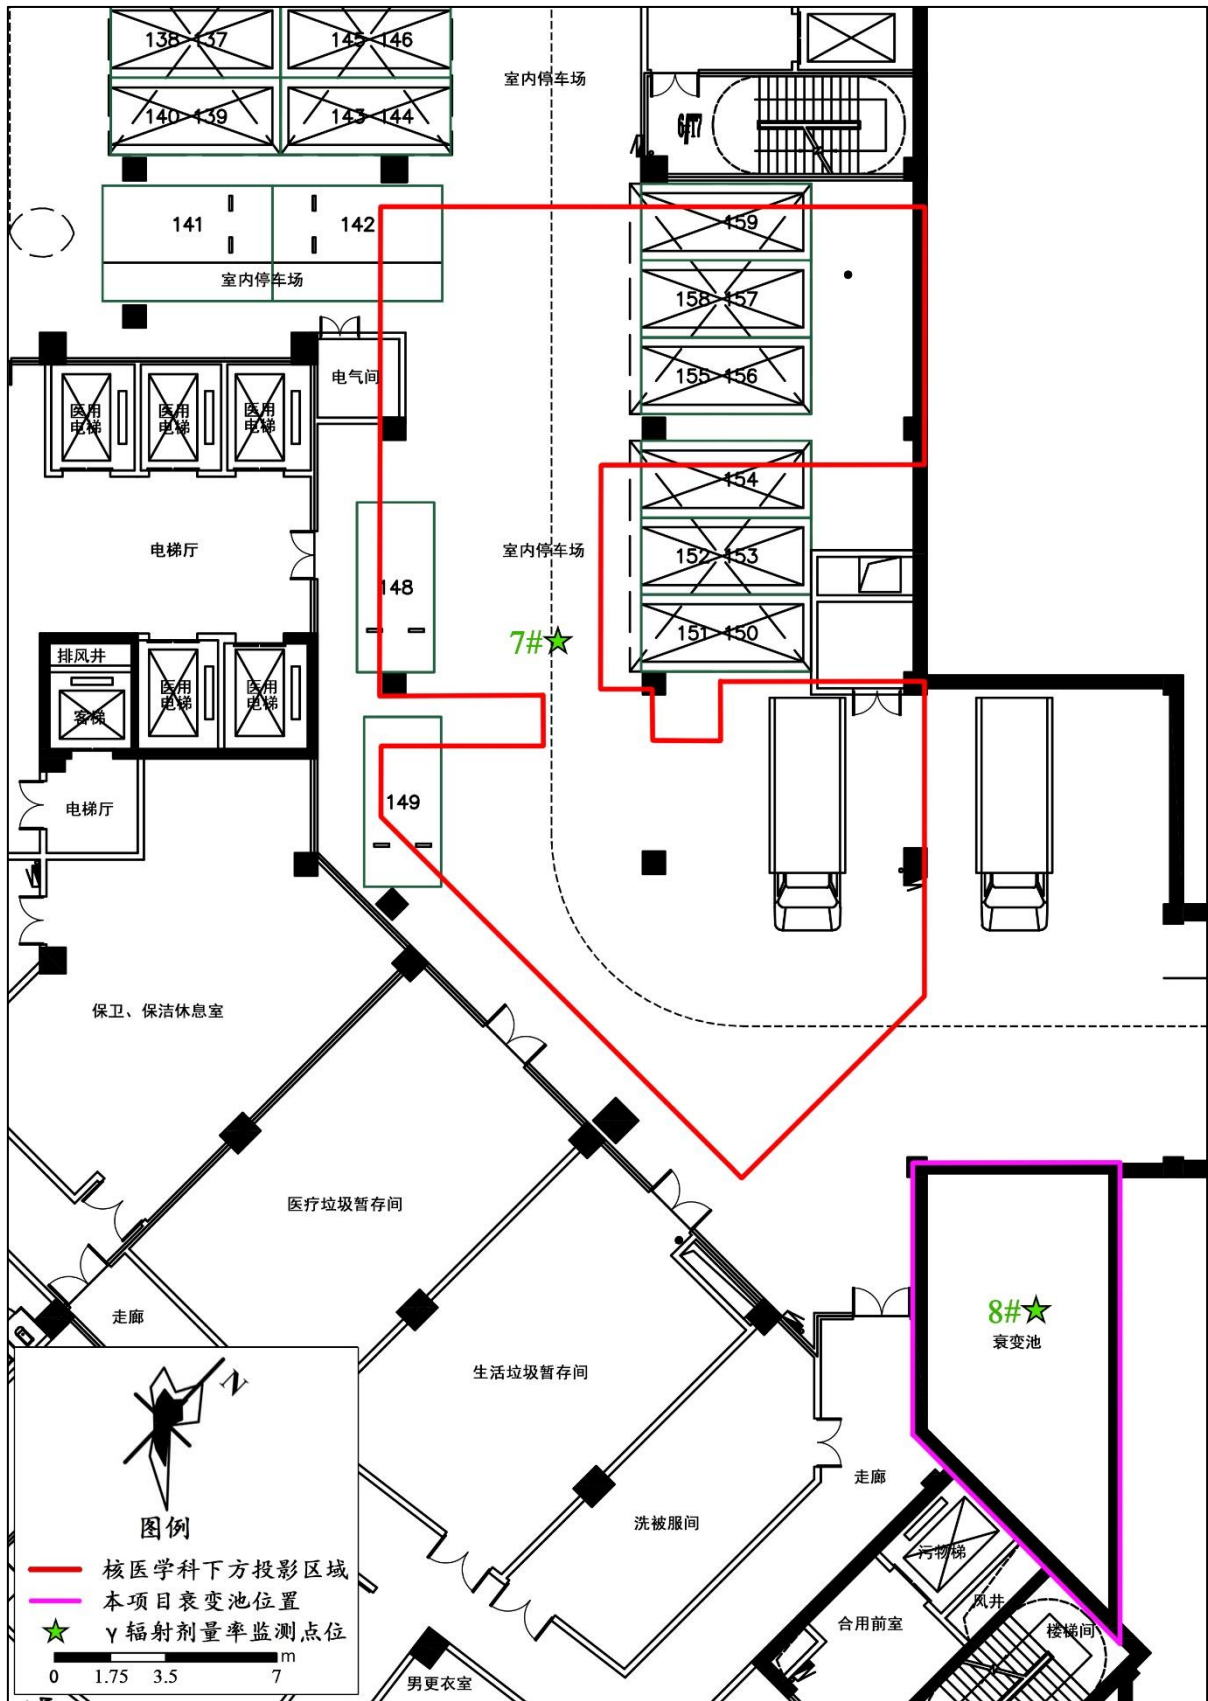 138 137
145 146
室内停车场
140 139
143 144
6#T7
141
142
159
室内停车场
158 157
电气间
155 156
医用电梯
医用电梯
医用电梯
154
电梯厅
室内停车场
152 153
148
151 150
7#
排风井
客梯
医用电梯
医用电梯
149
电梯厅
保卫、保洁休息室
医疗垃圾暂存间
走廊
8#
衰变池
生活垃圾暂存间
走廊
洗被服间
污物梯
风井
合用前室
楼梯间
男更衣室
N
图例
核医学科下方投影区域
本项目衰变池位置
γ辐射剂量率监测点位
0 1.75 3.5 7 m